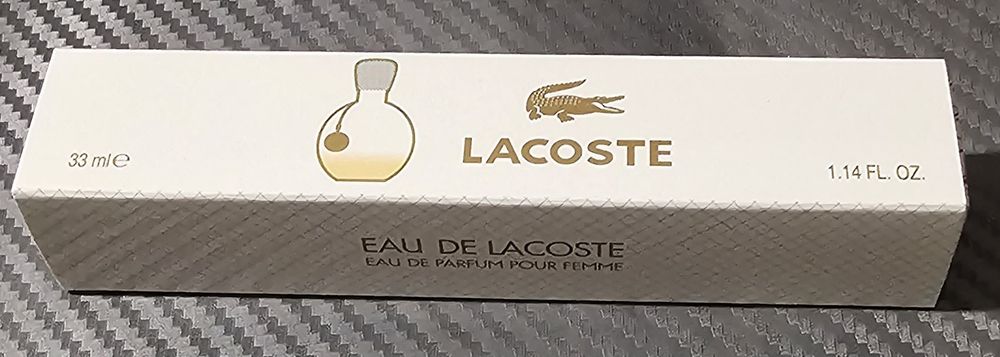 33 ml℮
LACOSTE
1.14 FL. OZ.
EAU DE LACOSTE
EAU DE PARFUM POUR FEMME